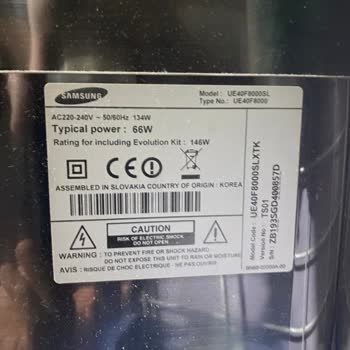 SAMSUNG
Model : UE40F8000SL
Type No.: UE40F8000
AC220-240V ~ 50/60Hz 134W
Typical power : 66W
Rating for including Evolution Kit : 146W
CE
ASSEMBLED IN SLOVAKIA COUNTRY OF ORIGIN : KOREA
CAUTION
RISK OF ELECTRIC SHOCK
DO NOT OPEN
WARNING : TO PREVENT FIRE OR SHOCK HAZARD,
DO NOT EXPOSE THIS SET TO RAIN OR MOISTURE
AVIS : RISQUE DE CHOC ELECTRIQUE - NE PAS OUVRIR
MODEL CODE : UE40F8000SLXTK
Version No : TS01
S/N : ZB193SGD400857D